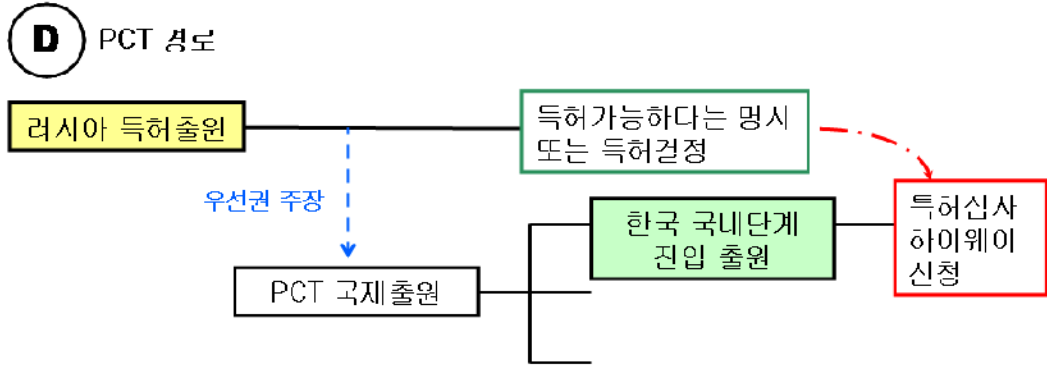 D PCT 경로
러시아 특허출원
특허가능하다는 명시
또는 특허결정
우선권 주장
한국 국내단계
진입 출원
특허심사
하이웨이
신청
PCT 국제출원